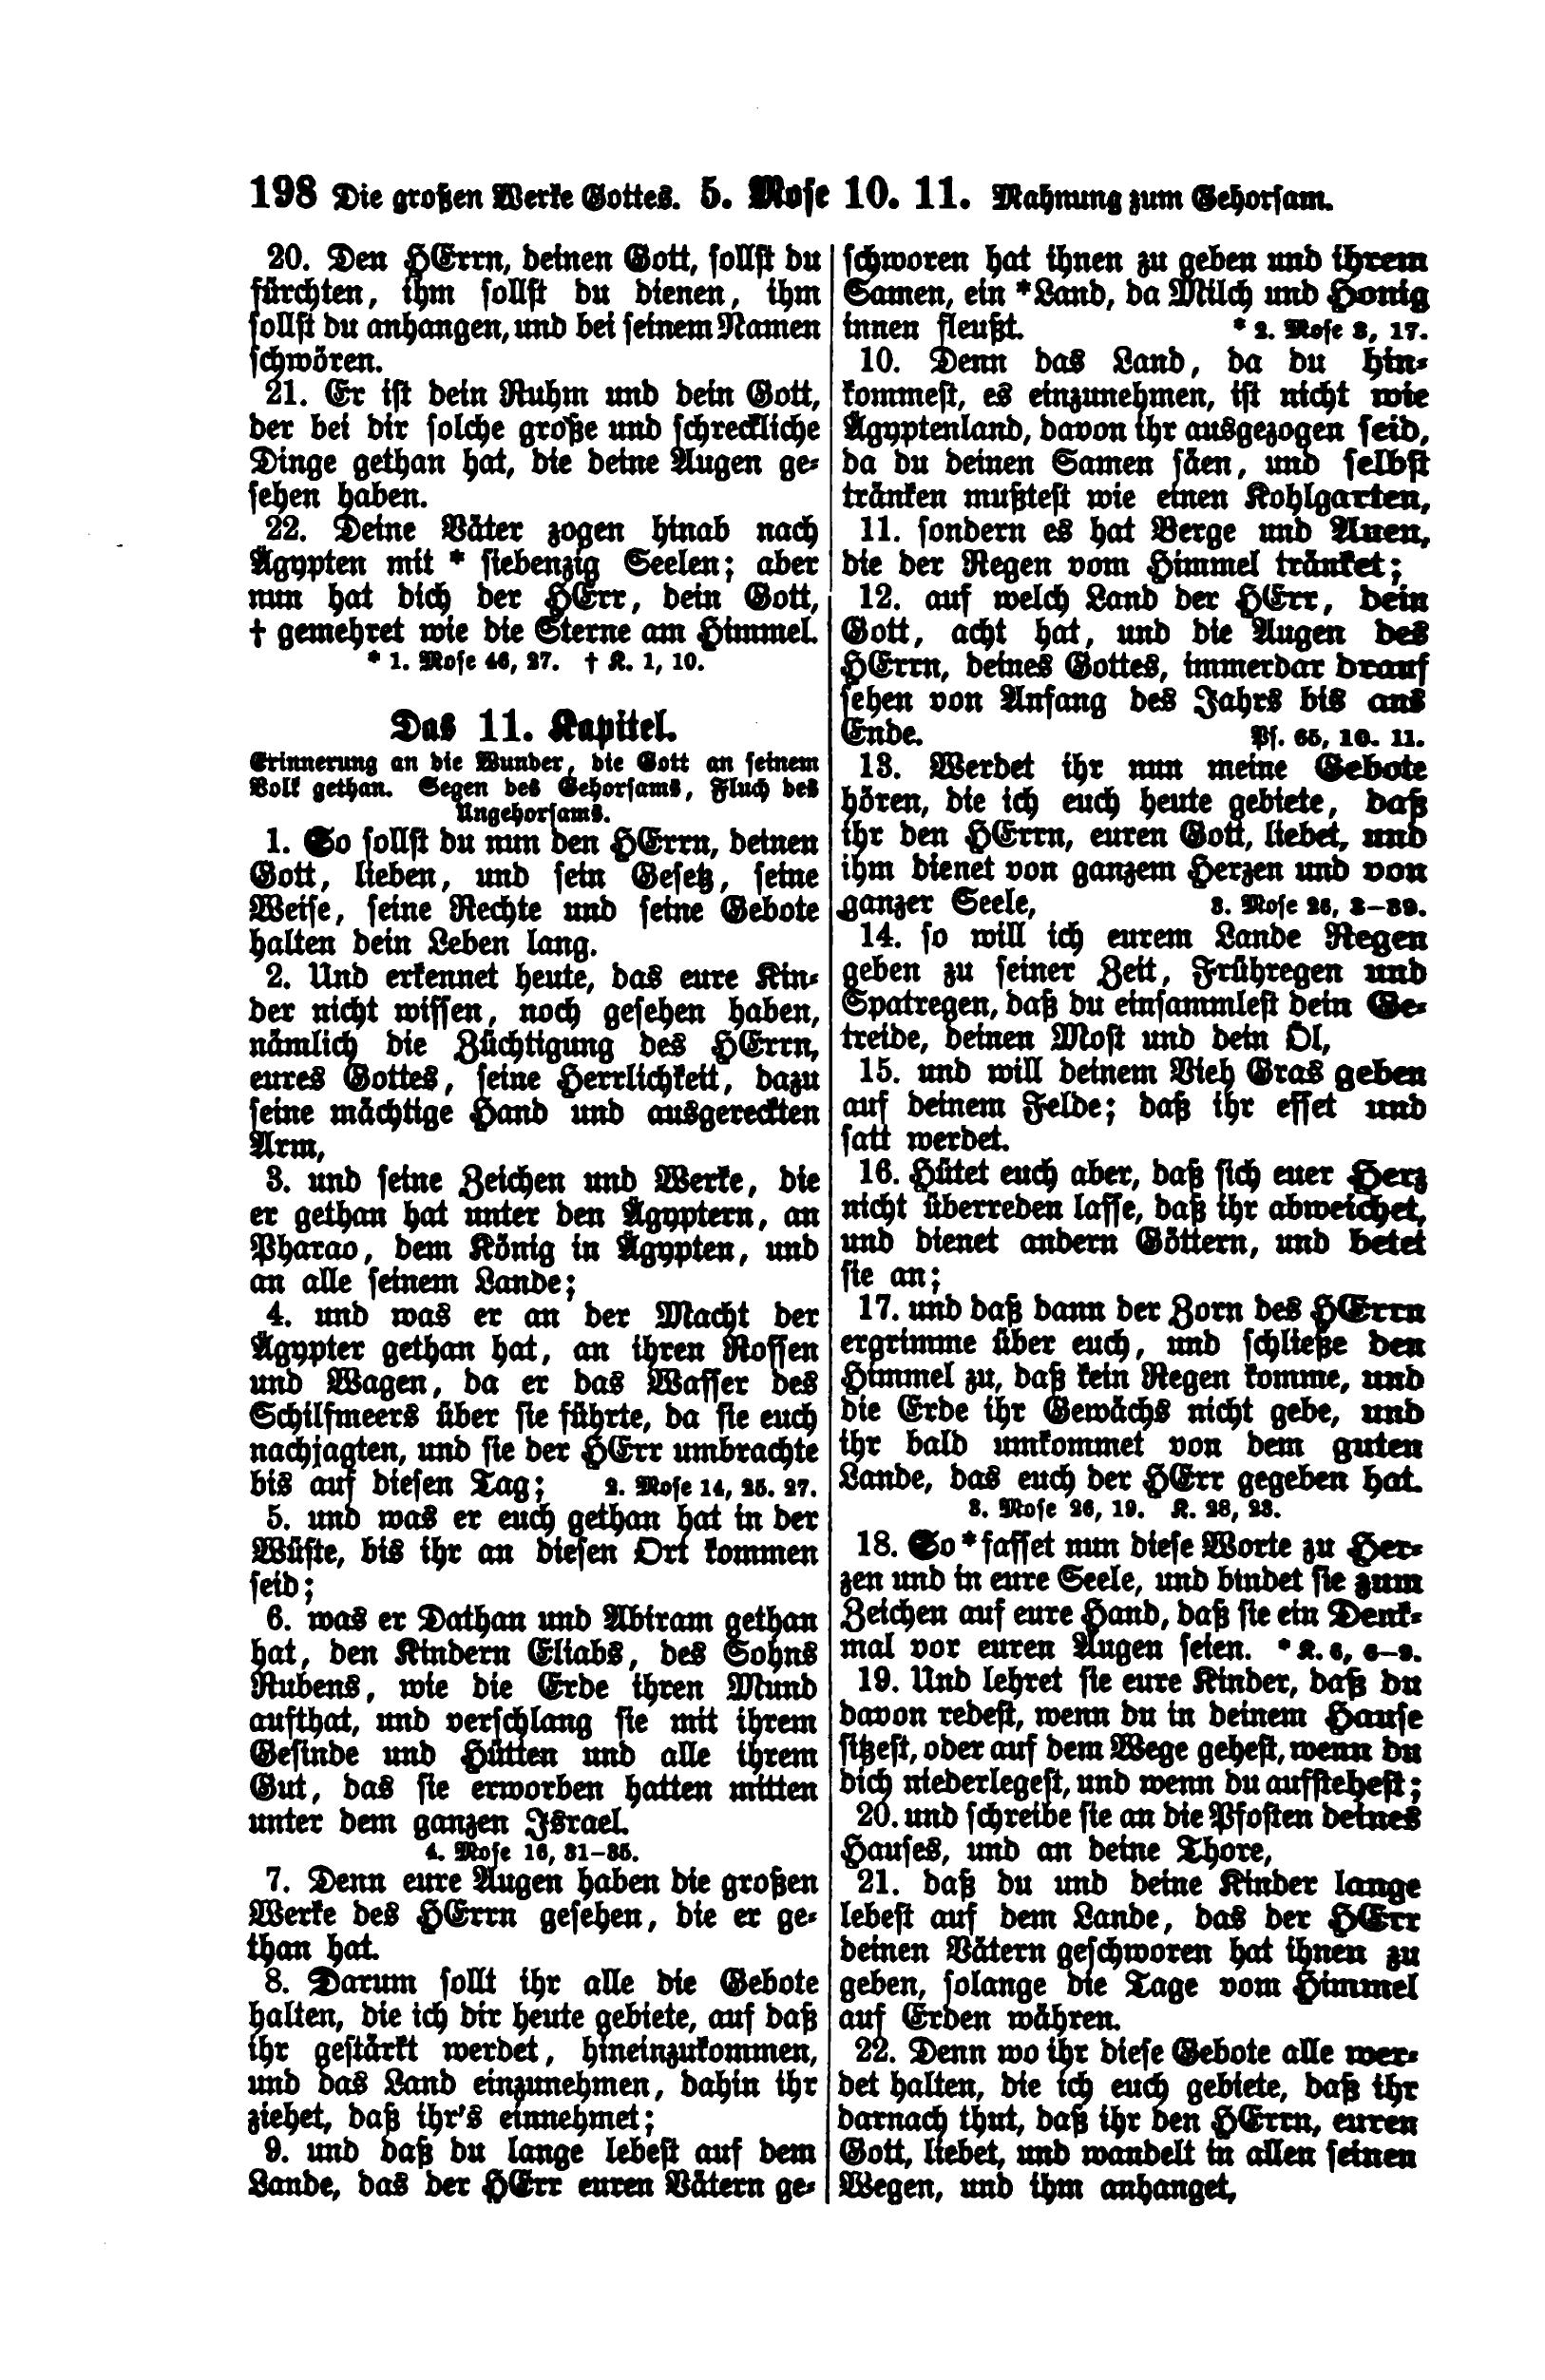 198 Die großen Werke Gottes. 5. Mose 10. 11. Mahnung zum Gehorsam.
20. Den HErrn, deinen Gott, sollst du
fürchten, ihm sollst du dienen, ihm
sollst du anhangen, und bei seinem Namen
schwören.
21. Er ist dein Ruhm und dein Gott,
der bei dir solche große und schreckliche
Dinge gethan hat, die deine Augen ge-
sehen haben.
22. Deine Väter zogen hinab nach
Ägypten mit * siebenzig Seelen; aber
nun hat dich der HErr, dein Gott,
† gemehret wie die Sterne am Himmel.
* 1. Mose 46, 27. † K. 1, 10.
Das 11. Kapitel.
Erinnerung an die Wunder, die Gott an seinem
Volk gethan. Segen des Gehorsams, Fluch des
Ungehorsams.
1. So sollst du nun den HErrn, deinen
Gott, lieben, und sein Gesetz, seine
Weise, seine Rechte und seine Gebote
halten dein Leben lang.
2. Und erkennet heute, das eure Kin-
der nicht wissen, noch gesehen haben,
nämlich die Züchtigung des HErrn,
eures Gottes, seine Herrlichkeit, dazu
seine mächtige Hand und ausgereckten
Arm,
3. und seine Zeichen und Werke, die
er gethan hat unter den Ägyptern, an
Pharao, dem König in Ägypten, und
an alle seinem Lande;
4. und was er an der Macht der
Ägypter gethan hat, an ihren Rossen
und Wagen, da er das Wasser des
Schilfmeers über sie führte, da sie euch
nachjagten, und sie der HErr umbrachte
bis auf diesen Tag; 2. Mose 14, 25. 27.
5. und was er euch gethan hat in der
Wüste, bis ihr an diesen Ort kommen
seid;
6. was er Dathan und Abiram gethan
hat, den Kindern Eliabs, des Sohns
Rubens, wie die Erde ihren Mund
aufthat, und verschlang sie mit ihrem
Gesinde und Hütten und alle ihrem
Gut, das sie erworben hatten mitten
unter dem ganzen Israel.
4. Mose 16, 31–35.
7. Denn eure Augen haben die großen
Werke des HErrn gesehen, die er ge-
than hat.
8. Darum sollt ihr alle die Gebote
halten, die ich dir heute gebiete, auf daß
ihr gestärkt werdet, hineinzukommen,
und das Land einzunehmen, dahin ihr
ziehet, daß ihr's einnehmet;
9. und daß du lange lebest auf dem
Lande, das der HErr euren Vätern ge-
schworen hat ihnen zu geben und ihrem
Samen, ein *Land, da Milch und Honig
innen fleußt. * 2. Mose 3, 17.
10. Denn das Land, da du hin-
kommest, es einzunehmen, ist nicht wie
Ägyptenland, davon ihr ausgezogen seid,
da du deinen Samen säen, und selbst
tränken mußtest wie einen Kohlgarten,
11. sondern es hat Berge und Auen,
die der Regen vom Himmel tränket;
12. auf welch Land der HErr, dein
Gott, acht hat, und die Augen des
HErrn, deines Gottes, immerdar drauf
sehen von Anfang des Jahrs bis ans
Ende. Ps. 65, 10. 11.
13. Werdet ihr nun meine Gebote
hören, die ich euch heute gebiete, daß
ihr den HErrn, euren Gott, liebet, und
ihm dienet von ganzem Herzen und von
ganzer Seele, 3. Mose 26, 3–39.
14. so will ich eurem Lande Regen
geben zu seiner Zeit, Frühregen und
Spatregen, daß du einsammlest dein Ge-
treide, deinen Most und dein Öl,
15. und will deinem Vieh Gras geben
auf deinem Felde; daß ihr esset und
satt werdet.
16. Hütet euch aber, daß sich euer Herz
nicht überreden lasse, daß ihr abweichet,
und dienet andern Göttern, und betet
sie an;
17. und daß dann der Zorn des HErrn
ergrimme über euch, und schließe den
Himmel zu, daß kein Regen komme, und
die Erde ihr Gewächs nicht gebe, und
ihr bald umkommet von dem guten
Lande, das euch der HErr gegeben hat.
3. Mose 26, 19. K. 28, 23.
18. So *fasset nun diese Worte zu Her-
zen und in eure Seele, und bindet sie zum
Zeichen auf eure Hand, daß sie ein Denk-
mal vor euren Augen seien. * K. 6, 6–9.
19. Und lehret sie eure Kinder, daß du
davon redest, wenn du in deinem Hause
sitzest, oder auf dem Wege gehest, wenn du
dich niederlegest, und wenn du aufstehest;
20. und schreibe sie an die Pfosten deines
Hauses, und an deine Thore,
21. daß du und deine Kinder lange
lebest auf dem Lande, das der HErr
deinen Vätern geschworen hat ihnen zu
geben, solange die Tage vom Himmel
auf Erden währen.
22. Denn wo ihr diese Gebote alle wer-
det halten, die ich euch gebiete, daß ihr
darnach thut, daß ihr den HErrn, euren
Gott, liebet, und wandelt in allen seinen
Wegen, und ihm anhanget,